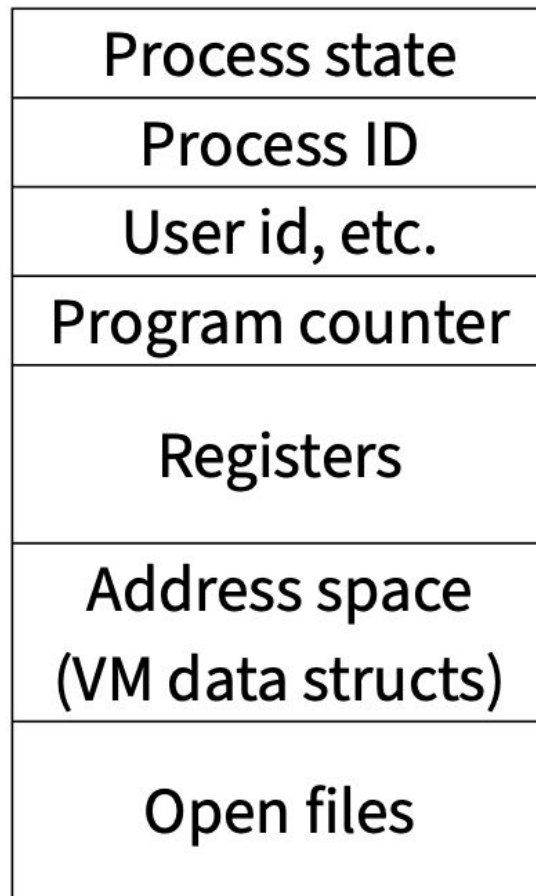 Process state
Process ID
User id, etc.
Program counter
Registers
Address space
(VM data structs)
Open files